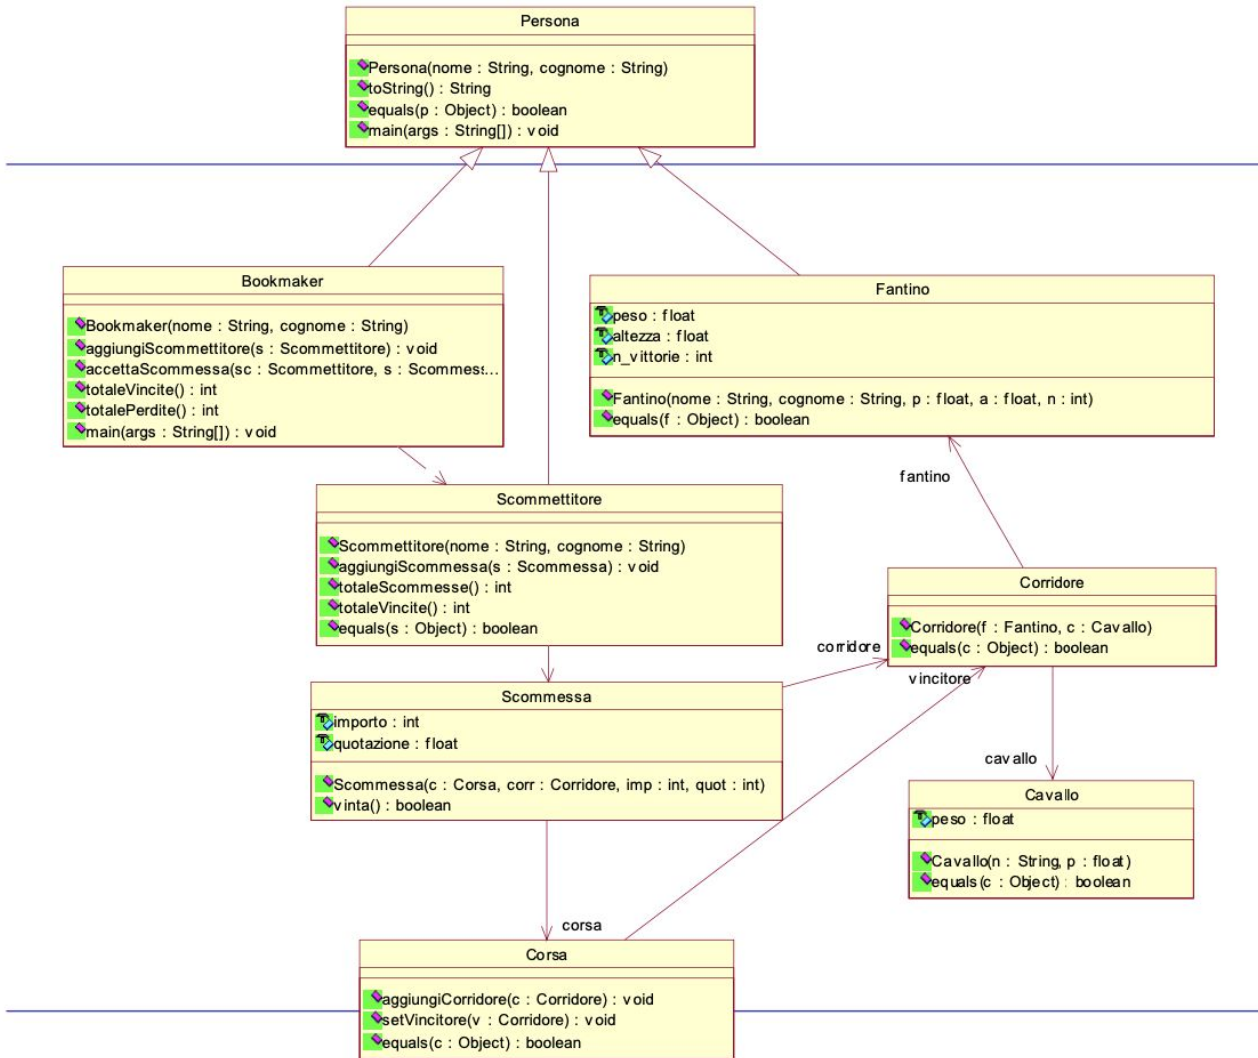 Persona
Persona(nome : String, cognome : String)
toString() : String
equals(p : Object) : boolean
main(args : String[]) : void
Bookmaker
Bookmaker(nome : String, cognome : String)
aggiungiScommettitore(s : Scommettitore) : void
accettaScommessa(sc : Scommettitore, s : Scommess...
totaleVincite() : int
totalePerdite() : int
main(args : String[]) : void
Fantino
peso : float
altezza : float
n_vittorie : int
Fantino(nome : String, cognome : String, p : float, a : float, n : int)
equals(f : Object) : boolean
fantino
Scommettitore
Scommettitore(nome : String, cognome : String)
aggiungiScommessa(s : Scommessa) : void
totaleScommesse() : int
totaleVincite() : int
equals(s : Object) : boolean
Corridore
Corridore(f : Fantino, c : Cavallo)
equals(c : Object) : boolean
corridore
vincitore
Scommessa
importo : int
quotazione : float
Scommessa(c : Corsa, corr : Corridore, imp : int, quot : int)
vinta() : boolean
cavallo
Cavallo
peso : float
Cavallo(n : String, p : float)
equals(c : Object) : boolean
corsa
Corsa
aggiungiCorridore(c : Corridore) : void
setVincitore(v : Corridore) : void
equals(c : Object) : boolean